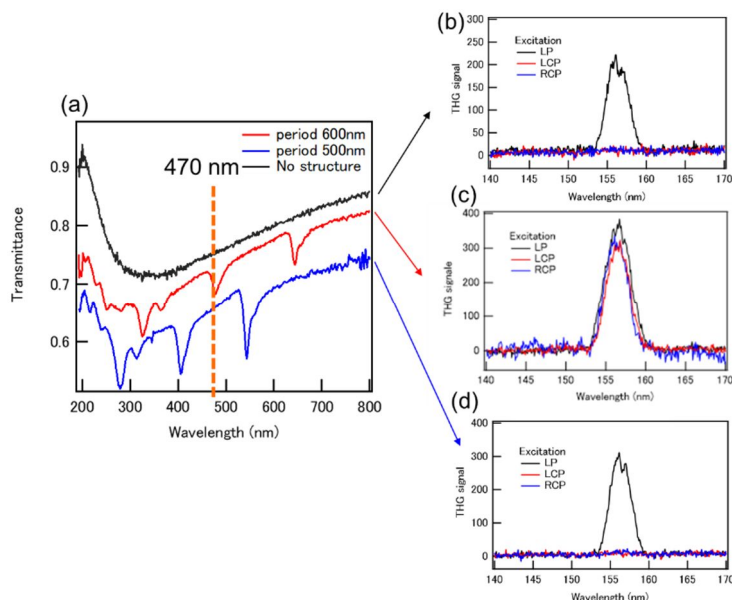 (a)
period 600nm
period 500nm
No structure
470 nm
0.9
0.8
0.7
0.6
Transmittance
200 300 400 500 600 700 800
Wavelength (nm)
(b)
300
250
200
150
100
50
0
THG signal
Excitation
LP
LCP
RCP
140 145 150 155 160 165 170
Wavelength (nm)
(c)
400
300
200
100
0
THG signale
Excitation
LP
LCP
RCP
140 145 150 155 160 165 170
Wavelength (nm)
(d)
400
300
200
100
0
THG signal
Excitation
LP
LCP
RCP
140 145 150 155 160 165 170
Wavelength (nm)